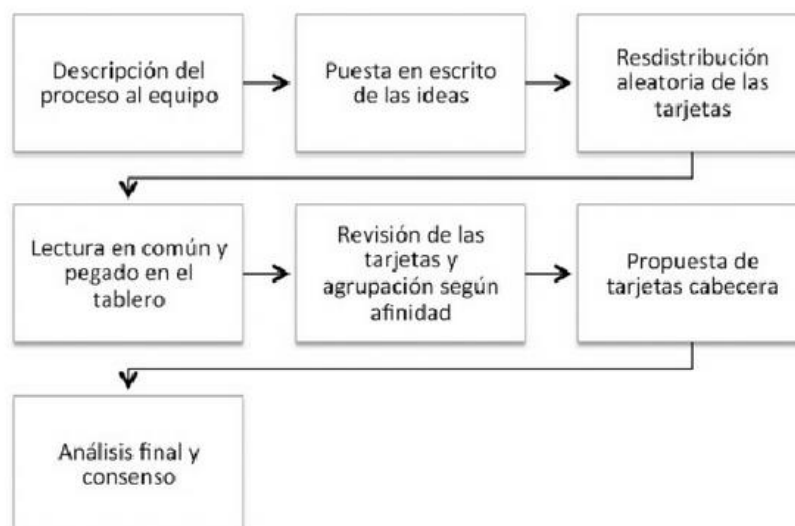 Descripción del
proceso al equipo
Puesta en escrito
de las ideas
Resdistribución
aleatoria de las
tarjetas
Lectura en común y
pegado en el
tablero
Revisión de las
tarjetas y
agrupación según
afinidad
Propuesta de
tarjetas cabecera
Análisis final y
consenso